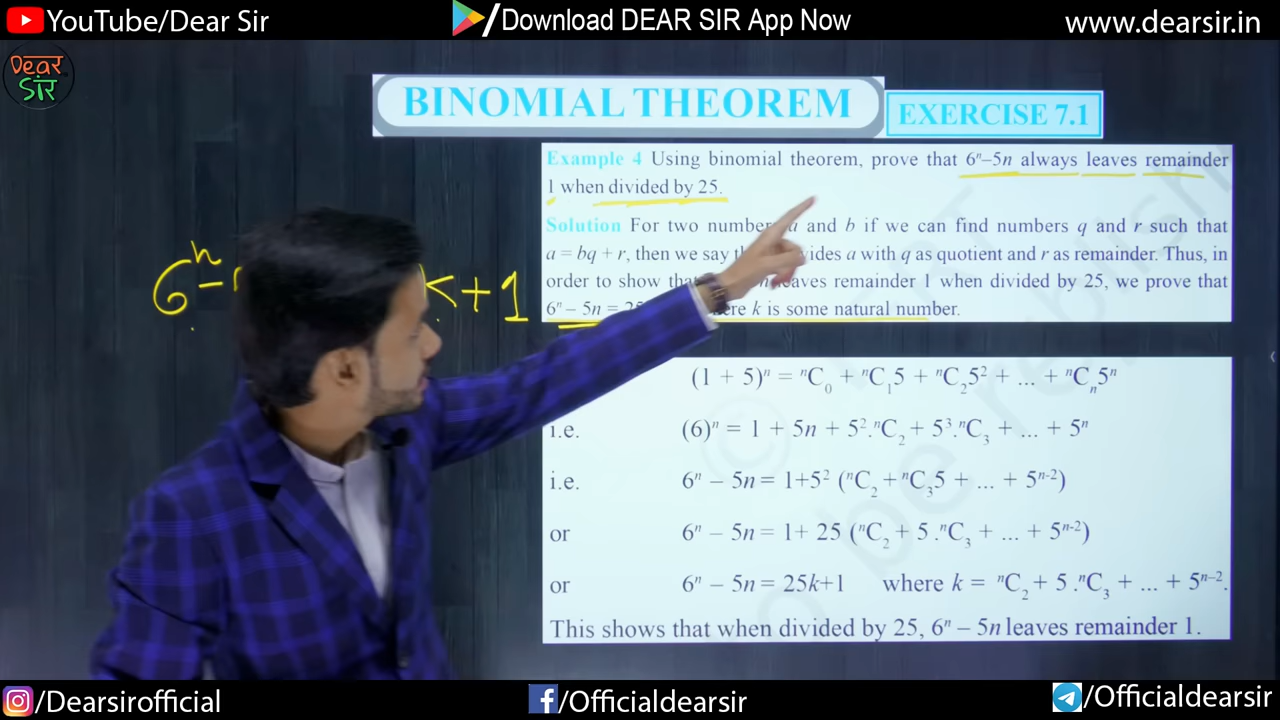 YouTube/Dear Sir
/Download DEAR SIR App Now
www.dearsir.in
Dear
सिर
BINOMIAL THEOREM
EXERCISE 7.1
Example 4 Using binomial theorem, prove that 6ⁿ–5n always leaves remainder
1 when divided by 25.
Solution For two number a and b if we can find numbers q and r such that
a = bq + r, then we say divides a with q as quotient and r as remainder. Thus, in
order to show that leaves remainder 1 when divided by 25, we prove that
6ⁿ – 5n = k is some natural number.
6ⁿ – k + 1
(1 + 5)ⁿ = ⁿC₀ + ⁿC₁5 + ⁿC₂5² + ... + ⁿCₙ5ⁿ
i.e. (6)ⁿ = 1 + 5n + 5².ⁿC₂ + 5³.ⁿC₃ + ... + 5ⁿ
i.e. 6ⁿ – 5n = 1+5² (ⁿC₂ + ⁿC₃5 + ... + 5ⁿ⁻²)
or 6ⁿ – 5n = 1+ 25 (ⁿC₂ + 5 .ⁿC₃ + ... + 5ⁿ⁻²)
or 6ⁿ – 5n = 25k+1 where k = ⁿC₂ + 5 .ⁿC₃ + ... + 5ⁿ⁻².
This shows that when divided by 25, 6ⁿ – 5n leaves remainder 1.
/Dearsirofficial
/Officialdearsir
/Officialdearsir